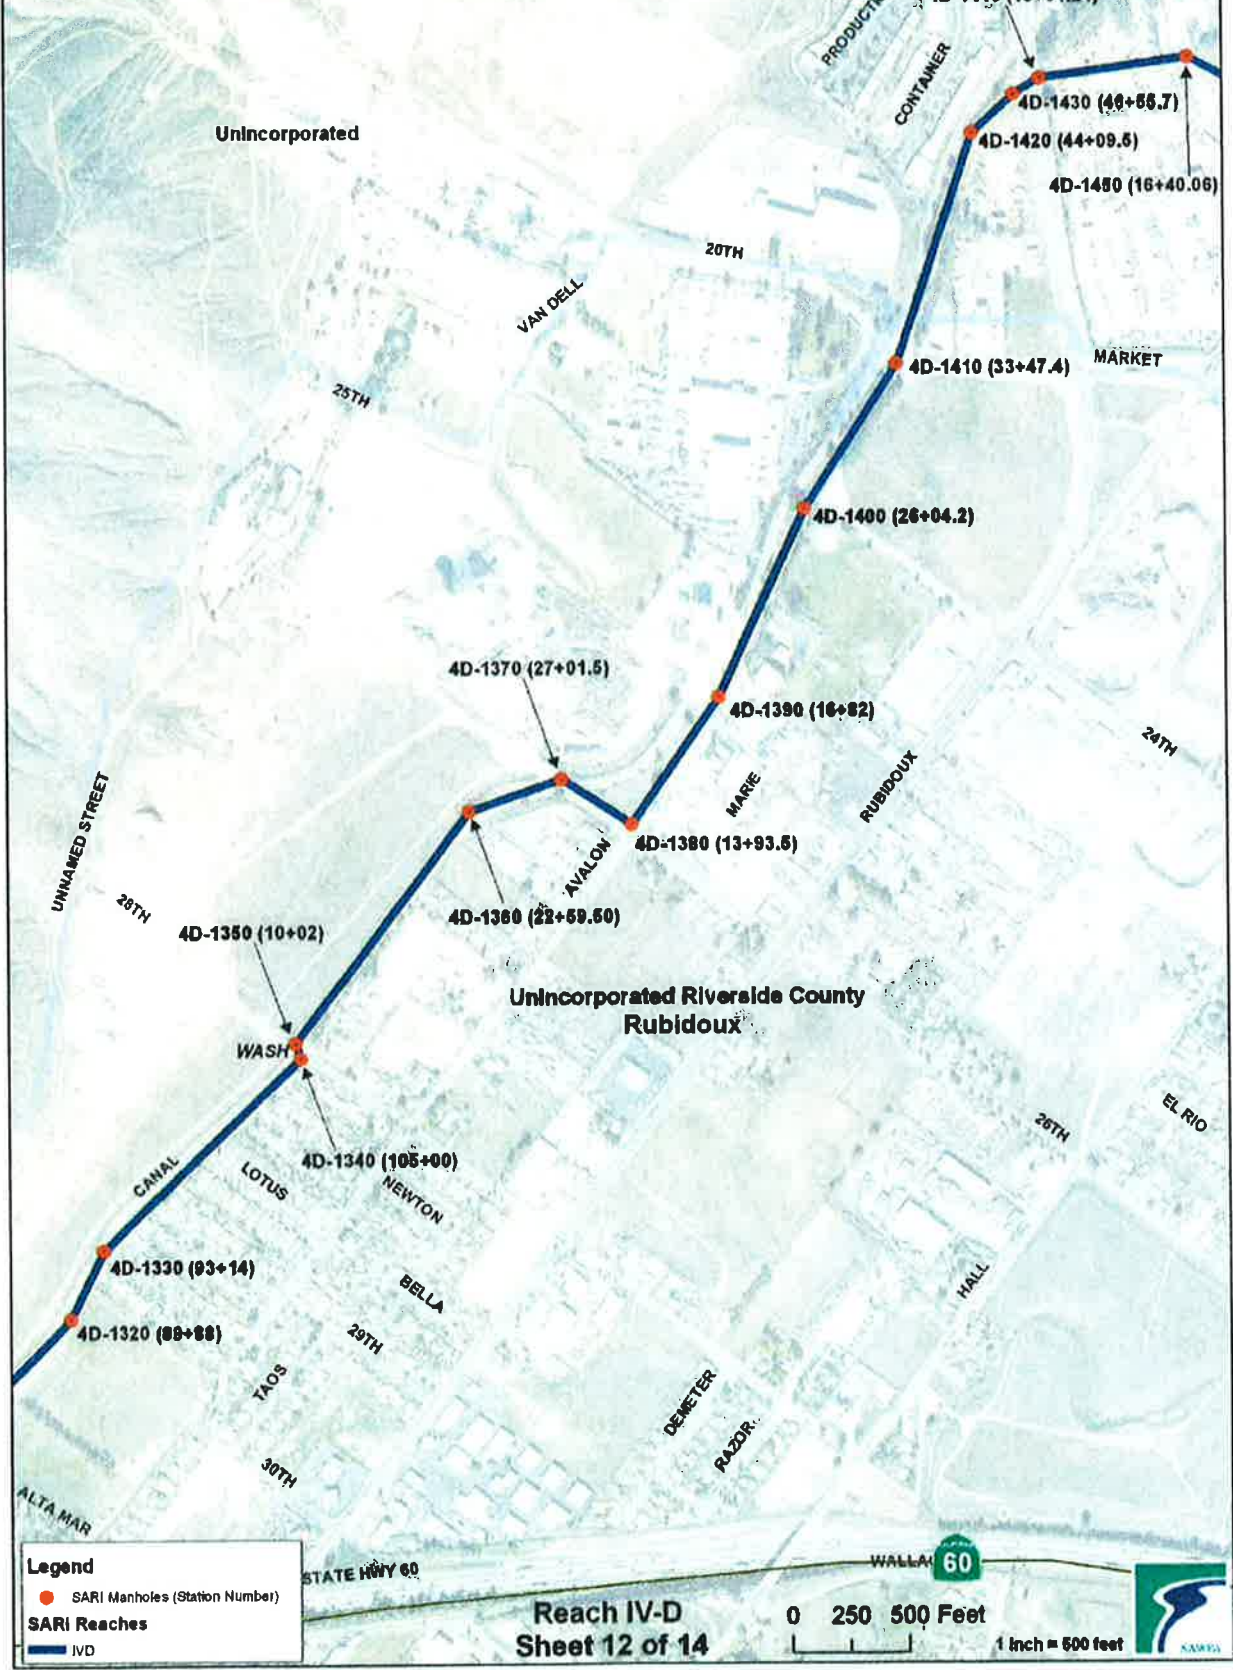 PRODUCT
CONTAINER
4D-1430 (46+55.7)
Unincorporated
4D-1420 (44+09.5)
4D-1450 (16+40.06)
20TH
VAN DELL
MARKET
4D-1410 (33+47.4)
25TH
4D-1400 (26+04.2)
4D-1370 (27+01.5)
4D-1390 (16+82)
24TH
MARIE
RUBIDOUX
UNNAMED STREET
4D-1380 (13+93.5)
AVALON
28TH
4D-1360 (22+59.50)
4D-1350 (10+02)
Unincorporated Riverside County
Rubidoux
WASH
EL RIO
26TH
4D-1340 (105+00)
CANAL
LOTUS
NEWTON
4D-1330 (93+14)
HALL
BELLA
4D-1320 (89+88)
29TH
TAOS
DEMETER
RAZOR
30TH
ALTA MAR
Legend
SARI Manholes (Station Number)
SARI Reaches
IVD
STATE HWY 60
WALLA
60
Reach IV-D
Sheet 12 of 14
0 250 500 Feet
1 inch = 500 feet
SAWPA